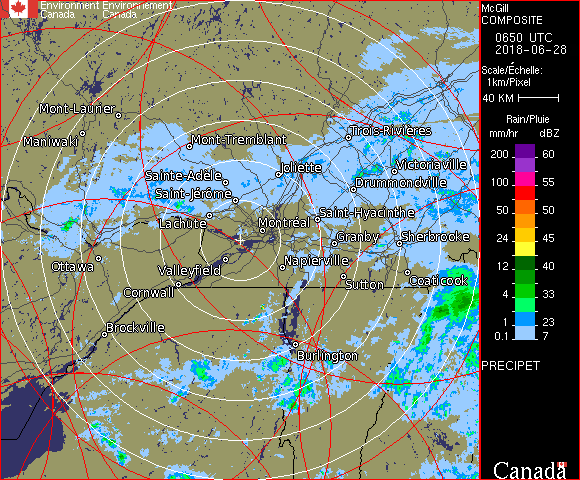 Environment Environnement
Canada Canada
McGill
COMPOSITE
0650 UTC
2018-06-28
Scale/Échelle:
1km/Pixel
40 KM
Rain/Pluie
mm/hr dBZ
200 60
100 55
50 50
24 45
12 40
4 33
1 23
0.1 7
PRECIPET
Canada
Mont-Laurier
Maniwaki
Mont-Tremblant
Trois-Rivières
Joliette
Victoriaville
Sainte-Adèle
Drummondville
Saint-Jérôme
Lachute
Saint-Hyacinthe
Montréal
Granby
Sherbrooke
Ottawa
Valleyfield
Napierville
Cornwall
Sutton
Coaticook
Brockville
Burlington